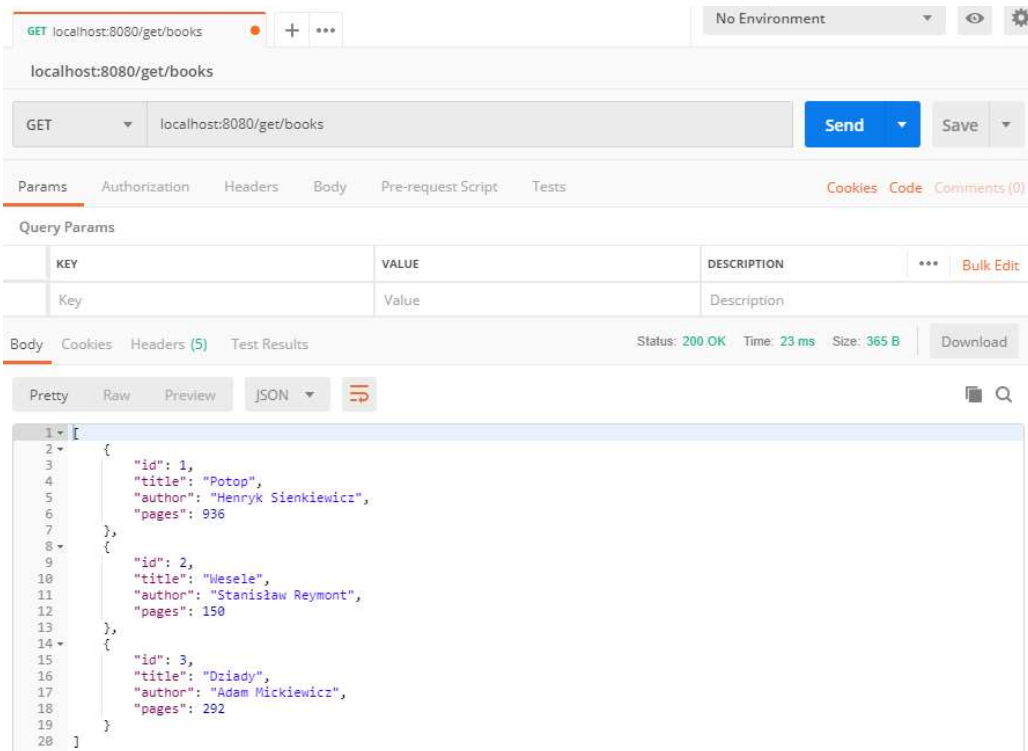 GET localhost:8080/get/books
No Environment
localhost:8080/get/books
GET localhost:8080/get/books Send Save
Params Authorization Headers Body Pre-request Script Tests Cookies Code Comments (0)
Query Params
KEY VALUE DESCRIPTION Bulk Edit
Key Value Description
Body Cookies Headers (5) Test Results Status: 200 OK Time: 23 ms Size: 365 B Download
Pretty Raw Preview JSON
1 [
2 {
3 "id": 1,
4 "title": "Potop",
5 "author": "Henryk Sienkiewicz",
6 "pages": 936
7 },
8 {
9 "id": 2,
10 "title": "Wesele",
11 "author": "Stanisław Reymont",
12 "pages": 150
13 },
14 {
15 "id": 3,
16 "title": "Dziady",
17 "author": "Adam Mickiewicz",
18 "pages": 292
19 }
20 ]